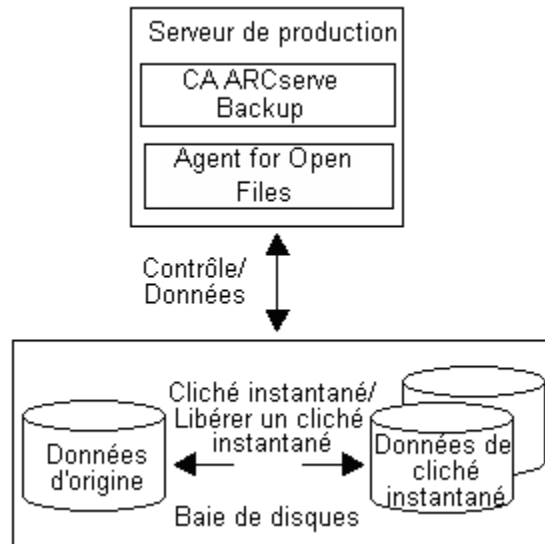 Serveur de production
CA ARCserve
Backup
Agent for Open
Files
Contrôle/
Données
Cliché instantané/
Libérer un cliché
instantané
Données
d'origine
Données de
cliché
instantané
Baie de disques